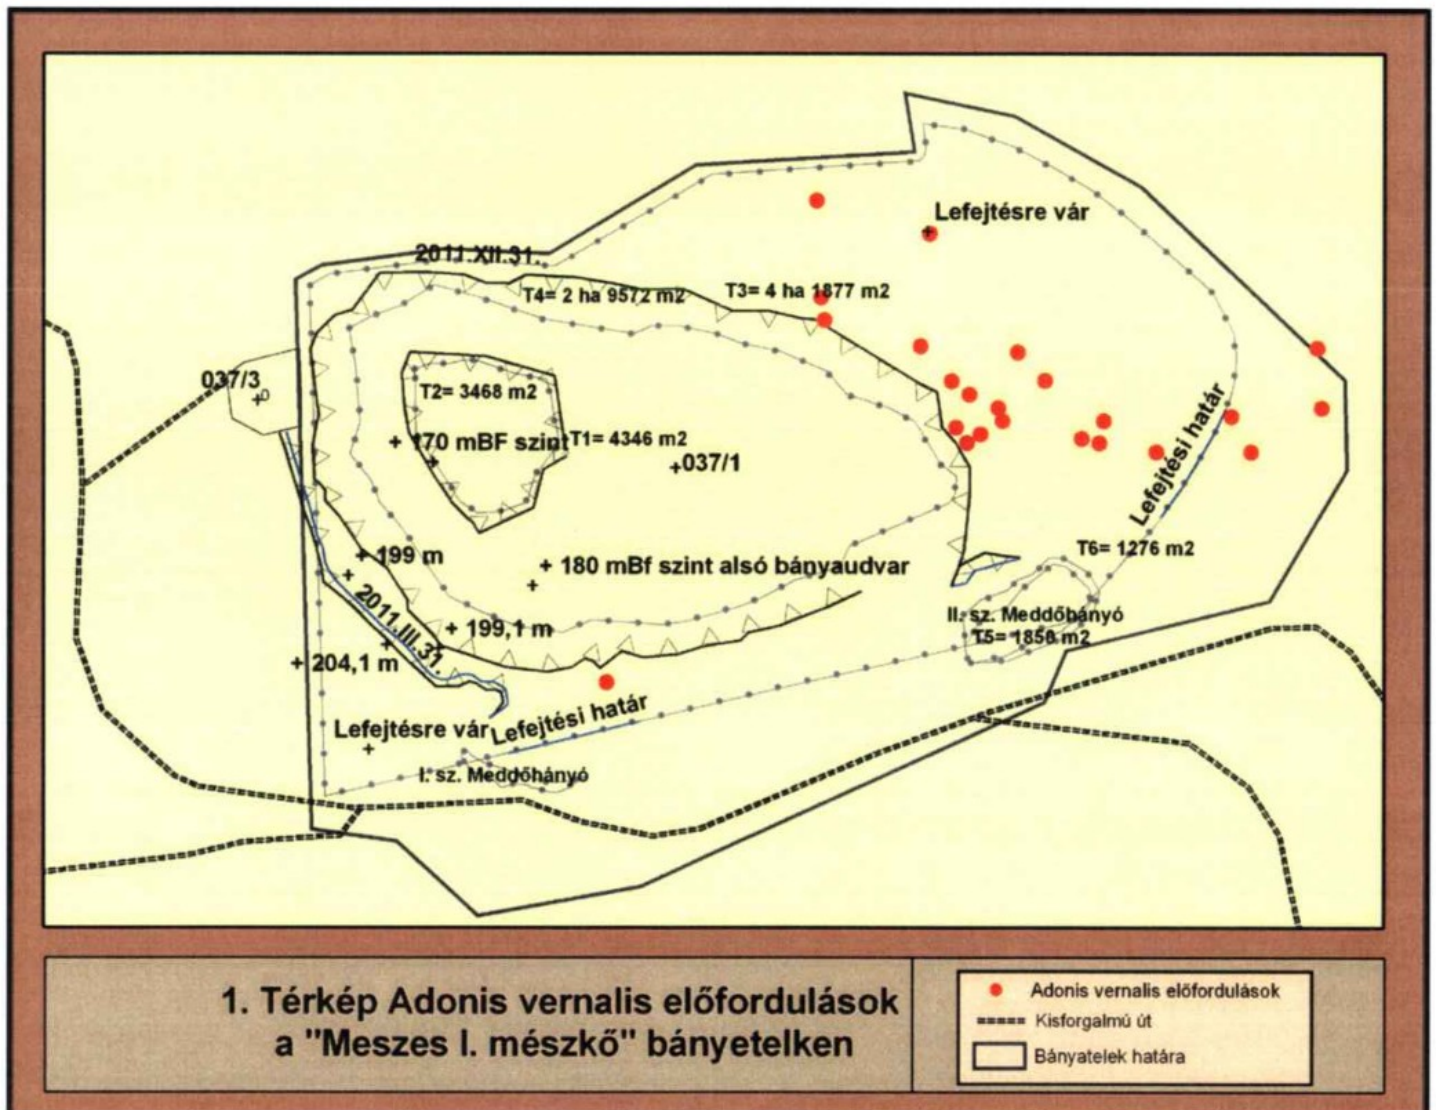 Lefejtésre vár
2011.XII.31.
T4= 2 ha 9572 m2
T3= 4 ha 1877 m2
037/3
0
T2= 3468 m2
170 mBF szint
T1= 4346 m2
037/1
Lefejtési határ
199 m
180 mBf szint alsó bányaudvar
T6= 1276 m2
2011.III.31.
199,1 m
II. sz. Meddőhányó
T5= 1850 m2
204,1 m
Lefejtésre vár
Lefejtési határ
I. sz. Meddőhányó
1. Térkép Adonis vernalis előfordulások
a "Meszes I. mészkő" bányetelken
Adonis vernalis előfordulások
Kisforgalmú út
Bányatelek határa